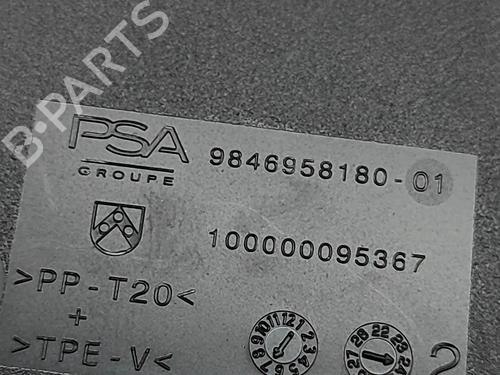 B-PARTS
PSA
GROUPE
9846958180-01
100000095367
>PP-T20<
+
>TPE-V<
2